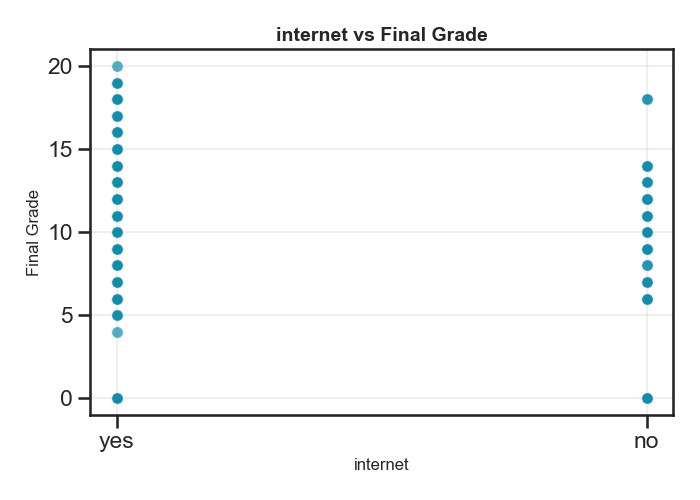 internet vs Final Grade
Final Grade
20
15
10
5
0
yes
no
internet